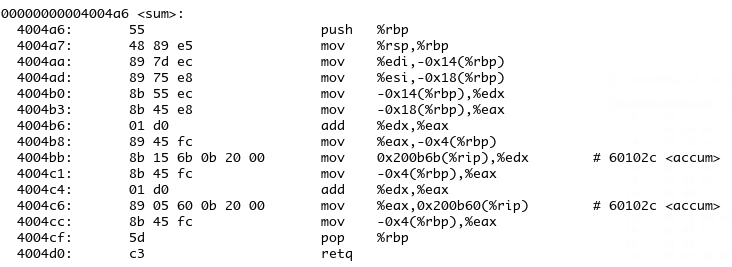 00000000004004a6 <sum>:
  4004a6:	55	push   %rbp
  4004a7:	48 89 e5	mov    %rsp,%rbp
  4004aa:	89 7d ec	mov    %edi,-0x14(%rbp)
  4004ad:	89 75 e8	mov    %esi,-0x18(%rbp)
  4004b0:	8b 55 ec	mov    -0x14(%rbp),%edx
  4004b3:	8b 45 e8	mov    -0x18(%rbp),%eax
  4004b6:	01 d0	add    %edx,%eax
  4004b8:	89 45 fc	mov    %eax,-0x4(%rbp)
  4004bb:	8b 15 6b 0b 20 00	mov    0x200b6b(%rip),%edx        # 60102c <accum>
  4004c1:	8b 45 fc	mov    -0x4(%rbp),%eax
  4004c4:	01 d0	add    %edx,%eax
  4004c6:	89 05 60 0b 20 00	mov    %eax,0x200b60(%rip)        # 60102c <accum>
  4004cc:	8b 45 fc	mov    -0x4(%rbp),%eax
  4004cf:	5d	pop    %rbp
  4004d0:	c3	retq